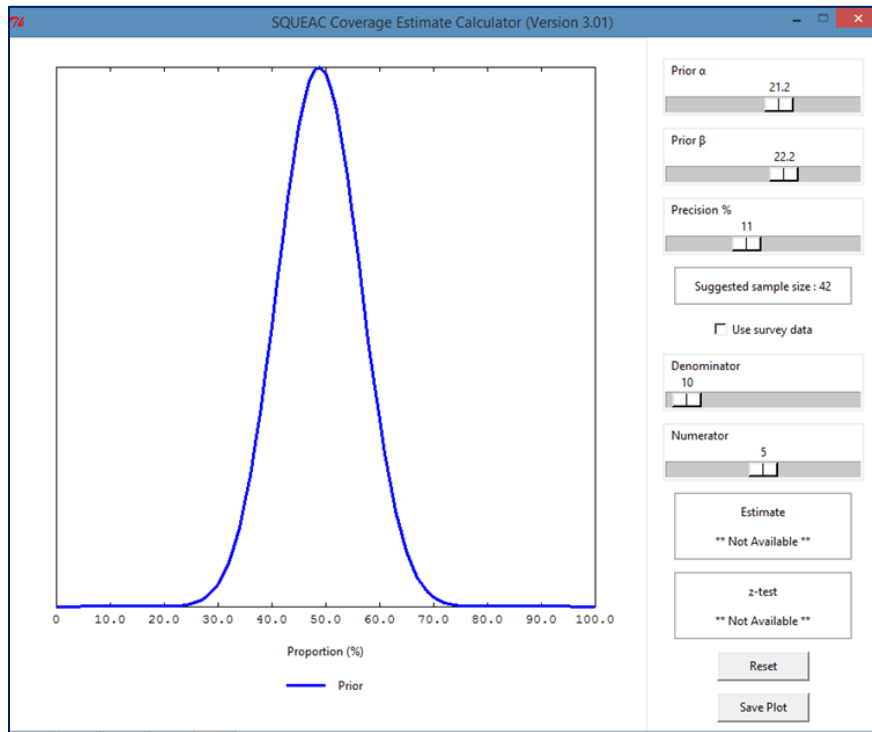 SQUEAC Coverage Estimate Calculator (Version 3.01)
Prior α
21.2
Prior β
22.2
Precision %
11
Suggested sample size : 42
Use survey data
Denominator
10
Numerator
5
Estimate
** Not Available **
z-test
** Not Available **
Reset
Save Plot
0 10.0 20.0 30.0 40.0 50.0 60.0 70.0 80.0 90.0 100.0
Proportion (%)
Prior